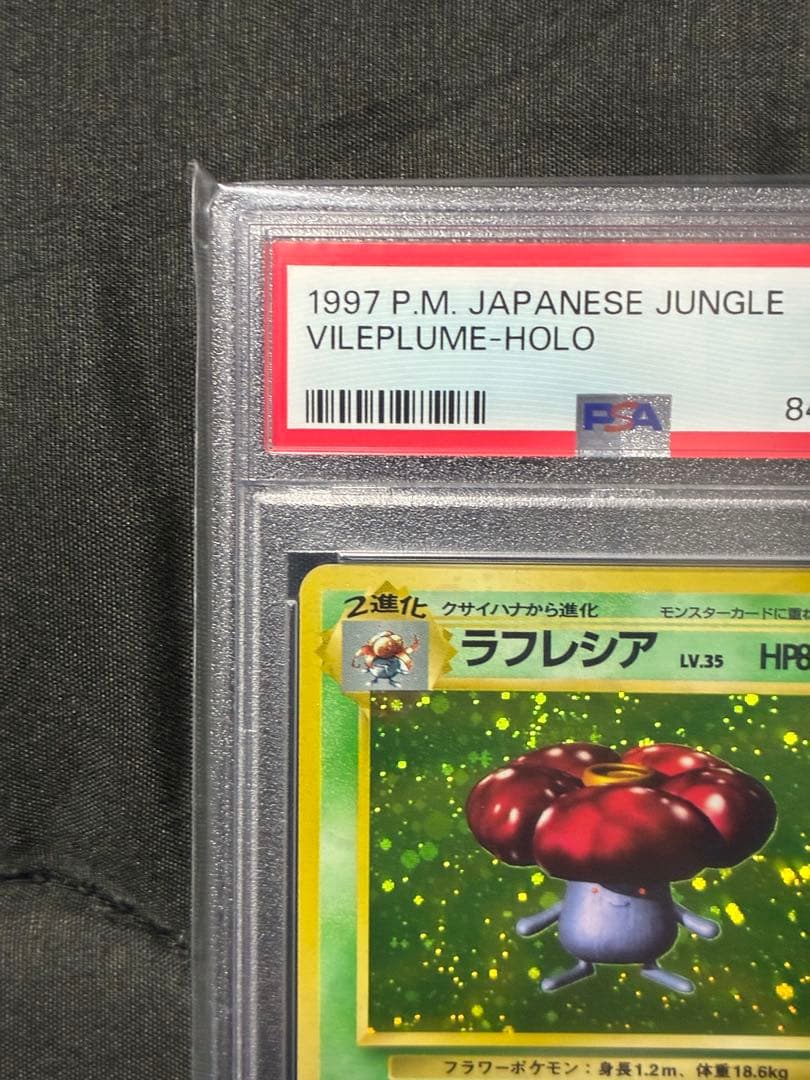 1997 P.M. JAPANESE JUNGLE
VILEPLUME-HOLO
PSA
84
2進化 クサイハナから進化 モンスターカードに重ね
ラフレシア LV.35 HP8
フラワーポケモン：身長1.2m、体重18.6kg